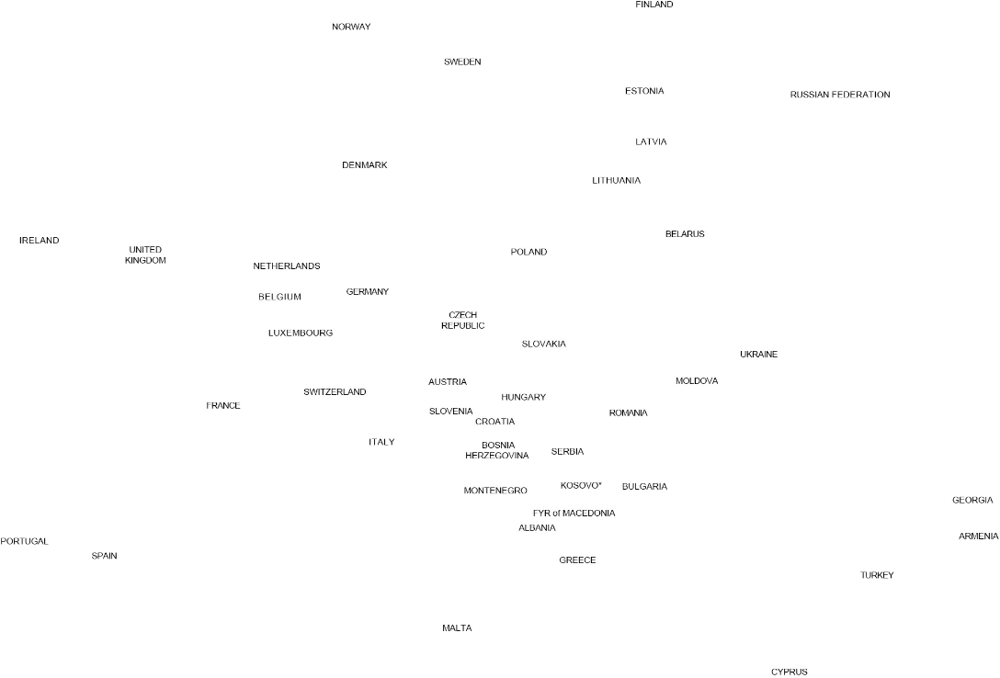 FINLAND
NORWAY
SWEDEN
ESTONIA
RUSSIAN FEDERATION
LATVIA
DENMARK
LITHUANIA
BELARUS
IRELAND
UNITED
KINGDOM
POLAND
NETHERLANDS
GERMANY
BELGIUM
CZECH
REPUBLIC
LUXEMBOURG
SLOVAKIA
UKRAINE
MOLDOVA
AUSTRIA
SWITZERLAND
HUNGARY
FRANCE
SLOVENIA
ROMANIA
CROATIA
ITALY
BOSNIA
HERZEGOVINA
SERBIA
KOSOVO*
BULGARIA
MONTENEGRO
GEORGIA
FYR of MACEDONIA
ALBANIA
ARMENIA
PORTUGAL
SPAIN
GREECE
TURKEY
MALTA
CYPRUS